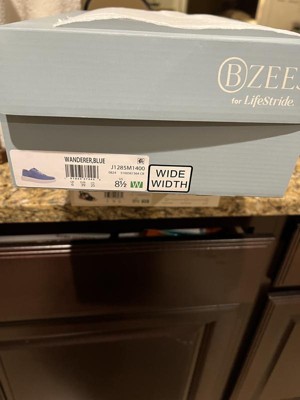 BZEES
for LifeStride
WANDERER,BLUE
J1285M1400
8½ W
WIDE
WIDTH